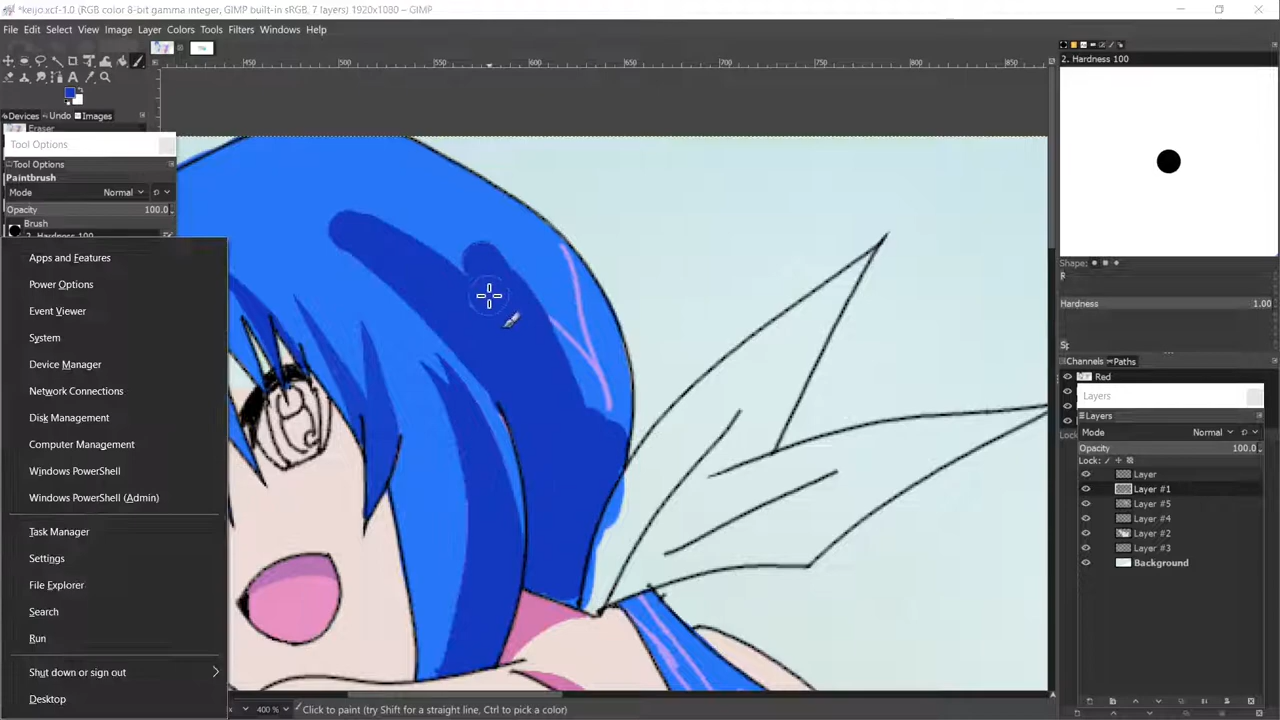 *keijo.xcf-1.0 (RGB color 8-bit gamma integer, GIMP built-in sRGB, 7 layers) 1920x1080 – GIMP
File Edit Select View Image Layer Colors Tools Filters Windows Help
450 500 550 600 650 700 750 800 850
Devices Undo Images
Eraser
Tool Options
Tool Options
Paintbrush
Mode Normal
Opacity 100.0
Brush
2. Hardness 100
Apps and Features
Power Options
Event Viewer
System
Device Manager
Network Connections
Disk Management
Computer Management
Windows PowerShell
Windows PowerShell (Admin)
Task Manager
Settings
File Explorer
Search
Run
Shut down or sign out
Desktop
400 % Click to paint (try Shift for a straight line, Ctrl to pick a color)
2. Hardness 100
Shape:
Hardness 1.00
Channels Paths
Red
Layers
Layers
Mode Normal
Opacity 100.0
Lock:
Layer
Layer #1
Layer #5
Layer #4
Layer #2
Layer #3
Background